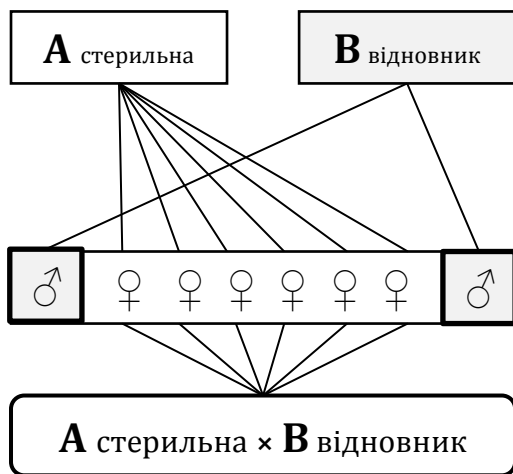 A стерильна
B відновник
♂ ♀ ♀ ♀ ♀ ♀ ♀ ♂
A стерильна × B відновник